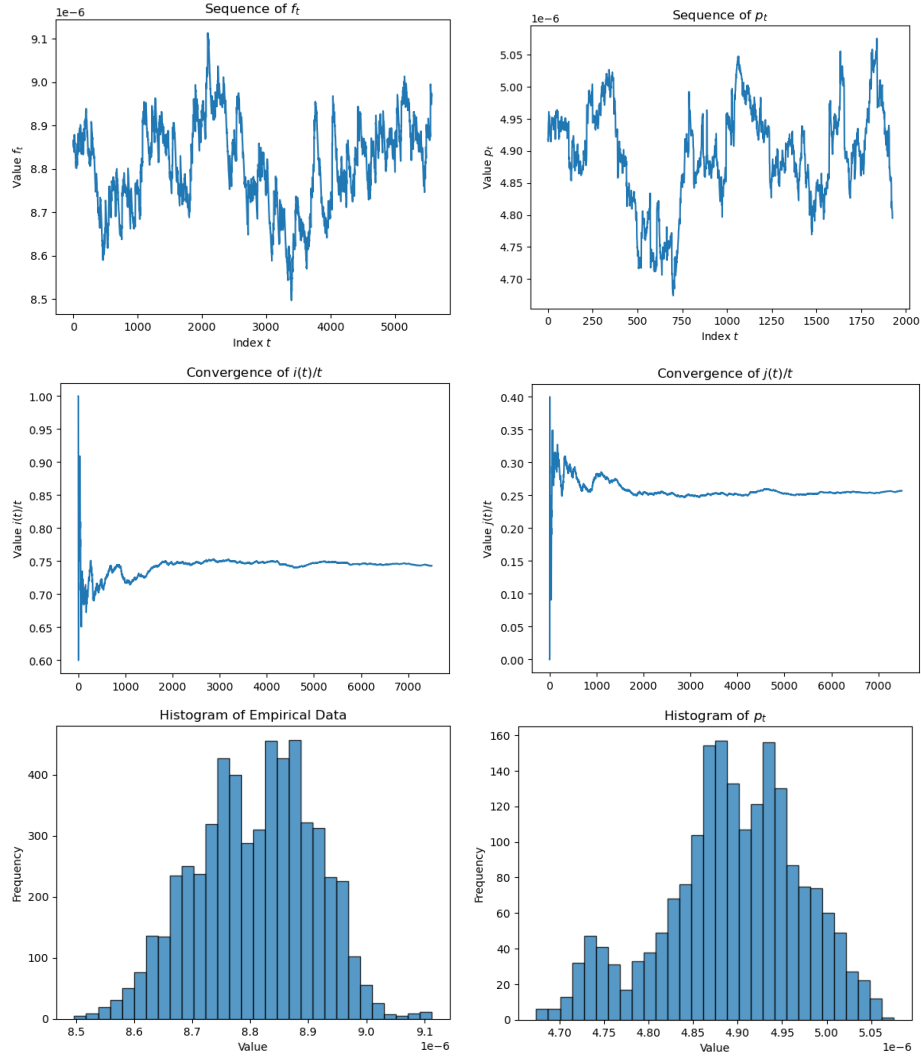 Sequence of f_t
1e−6
9.1
9.0
8.9
8.8
8.7
8.6
8.5
Value f_t
0 1000 2000 3000 4000 5000
Index t
Sequence of p_t
1e−6
5.05
5.00
4.95
4.90
4.85
4.80
4.75
4.70
Value p_t
0 250 500 750 1000 1250 1500 1750 2000
Index t
Convergence of i(t)/t
1.00
0.95
0.90
0.85
0.80
0.75
0.70
0.65
0.60
Value i(t)/t
0 1000 2000 3000 4000 5000 6000 7000
Convergence of j(t)/t
0.40
0.35
0.30
0.25
0.20
0.15
0.10
0.05
0.00
Value j(t)/t
0 1000 2000 3000 4000 5000 6000 7000
Histogram of Empirical Data
400
300
200
100
0
Frequency
8.5 8.6 8.7 8.8 8.9 9.0 9.1
Value
1e−6
Histogram of p_t
160
140
120
100
80
60
40
20
0
Frequency
4.70 4.75 4.80 4.85 4.90 4.95 5.00 5.05
Value
1e−6